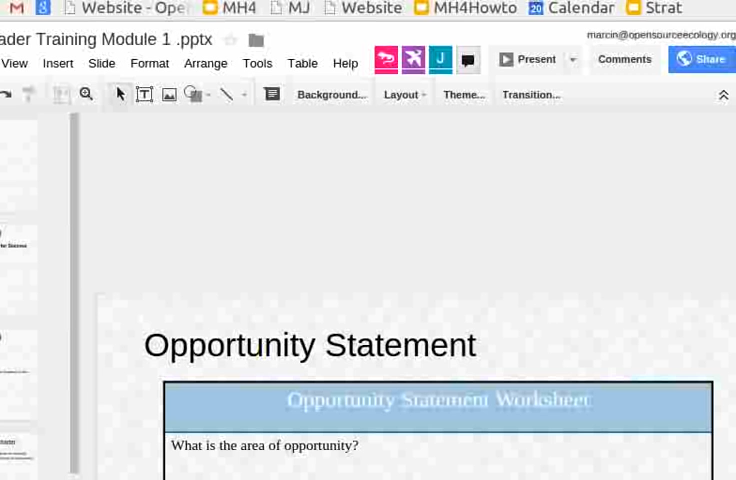 Website - Ope MH4 MJ Website MH4Howto 20 Calendar Strat
ader Training Module 1 .pptx
marcin@opensourceecology.org
View Insert Slide Format Arrange Tools Table Help J Present Comments Share
Background... Layout Theme... Transition...
for Success
Opportunity Statement
Opportunity Statement Worksheet
What is the area of opportunity?